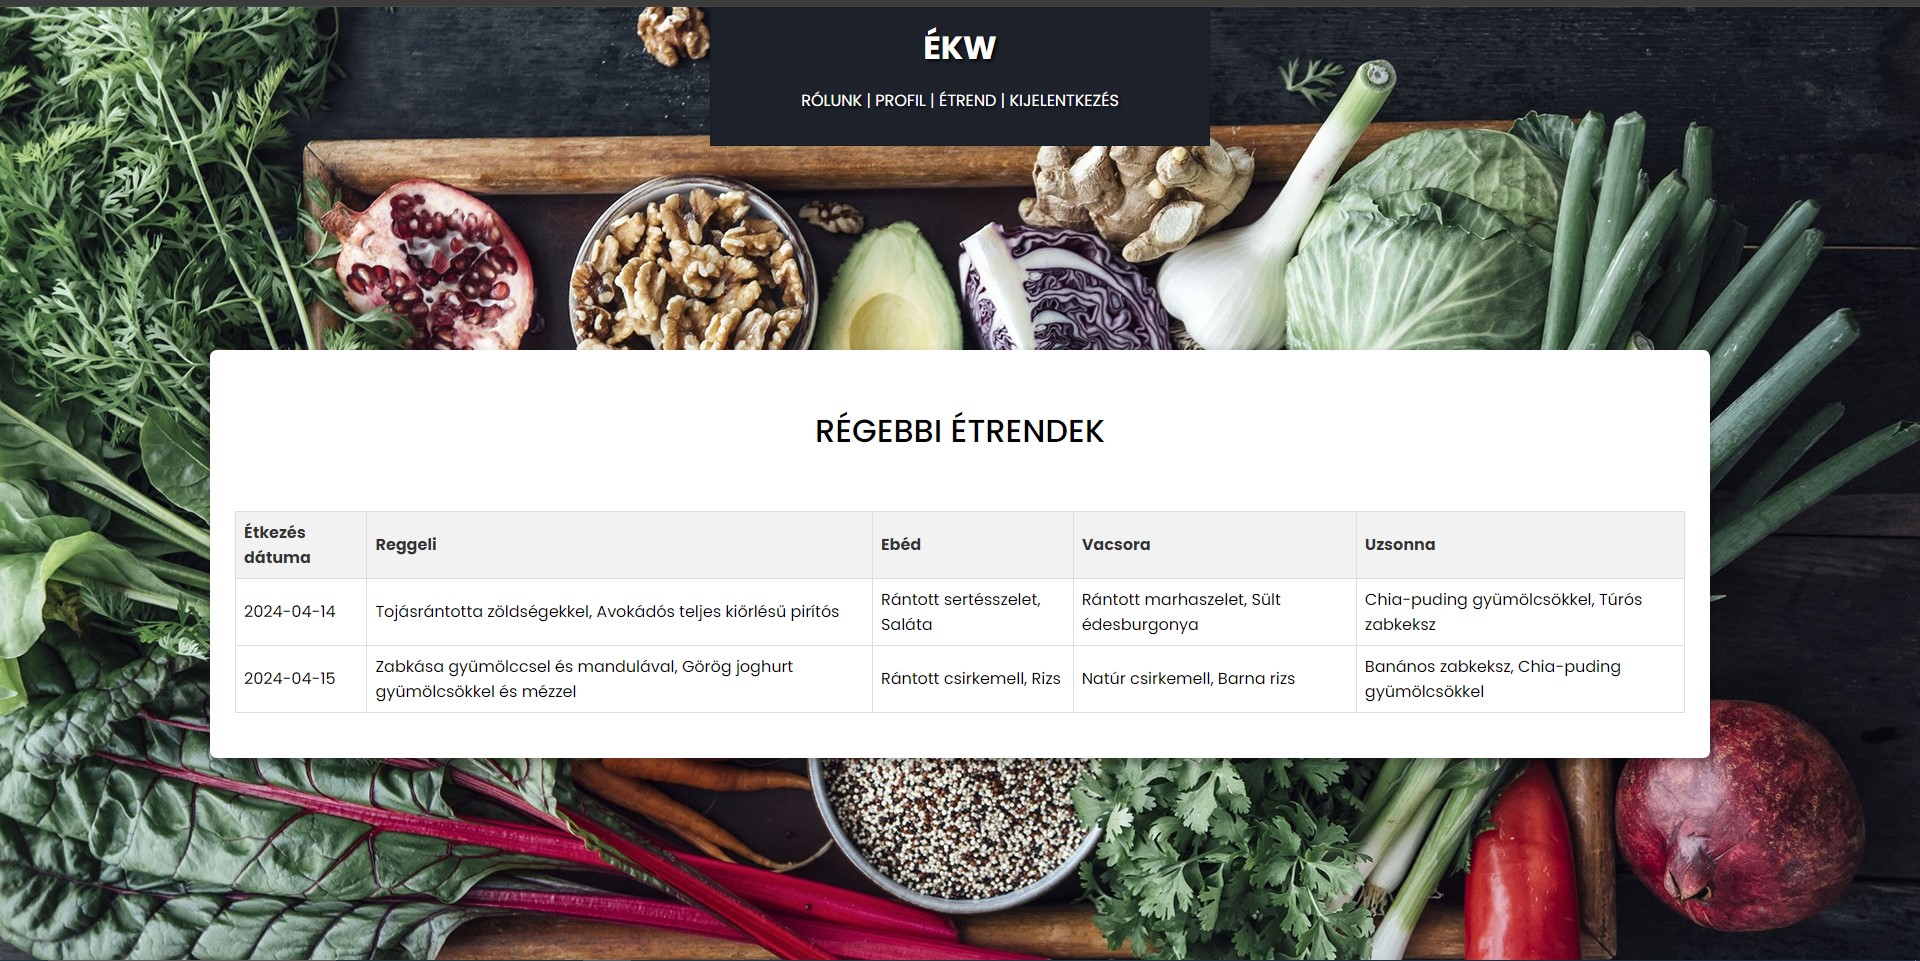 ÉKW
RÓLUNK | PROFIL | ÉTREND | KIJELENTKEZÉS
RÉGEBBI ÉTRENDEK
Étkezés dátuma Reggeli Ebéd Vacsora Uzsonna
2024-04-14 Tojásrántotta zöldségekkel, Avokádós teljes kiőrlésű pirítós Rántott sertésszelet, Saláta Rántott marhaszelet, Sült édesburgonya Chia-puding gyümölcsökkel, Túrós zabkeksz
2024-04-15 Zabkása gyümölccsel és mandulával, Görög joghurt gyümölcsökkel és mézzel Rántott csirkemell, Rizs Natúr csirkemell, Barna rizs Banános zabkeksz, Chia-puding gyümölcsökkel